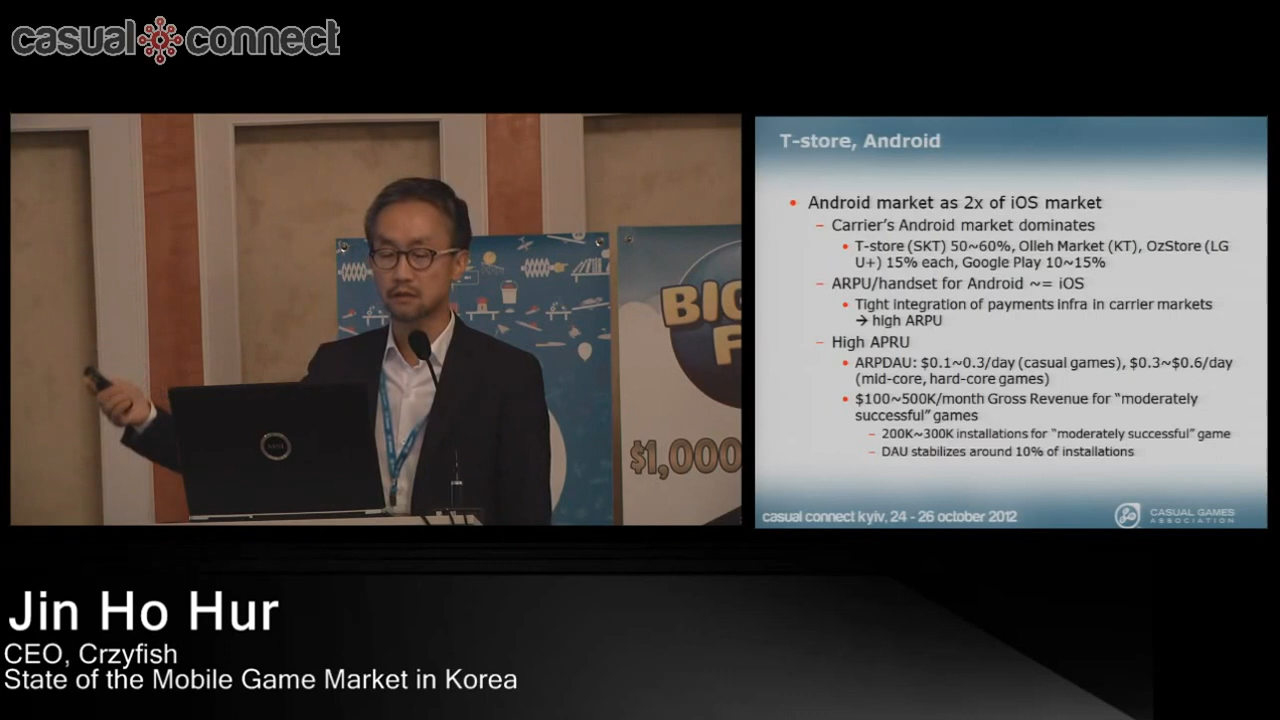 casual connect
T-store, Android
• Android market as 2x of iOS market
– Carrier's Android market dominates
• T-store (SKT) 50~60%, Olleh Market (KT), OzStore (LG
U+) 15% each, Google Play 10~15%
– ARPU/handset for Android ~= iOS
• Tight integration of payments infra in carrier markets
→ high ARPU
– High APRU
• ARPDAU: $0.1~0.3/day (casual games), $0.3~$0.6/day
(mid-core, hard-core games)
• $100~500K/month Gross Revenue for "moderately
successful" games
– 200K~300K installations for "moderately successful" game
– DAU stabilizes around 10% of installations
casual connect kyiv, 24 - 26 october 2012
CASUAL GAMES
ASSOCIATION
BIG
F
$1,000
DELL
Jin Ho Hur
CEO, Crzyfish
State of the Mobile Game Market in Korea